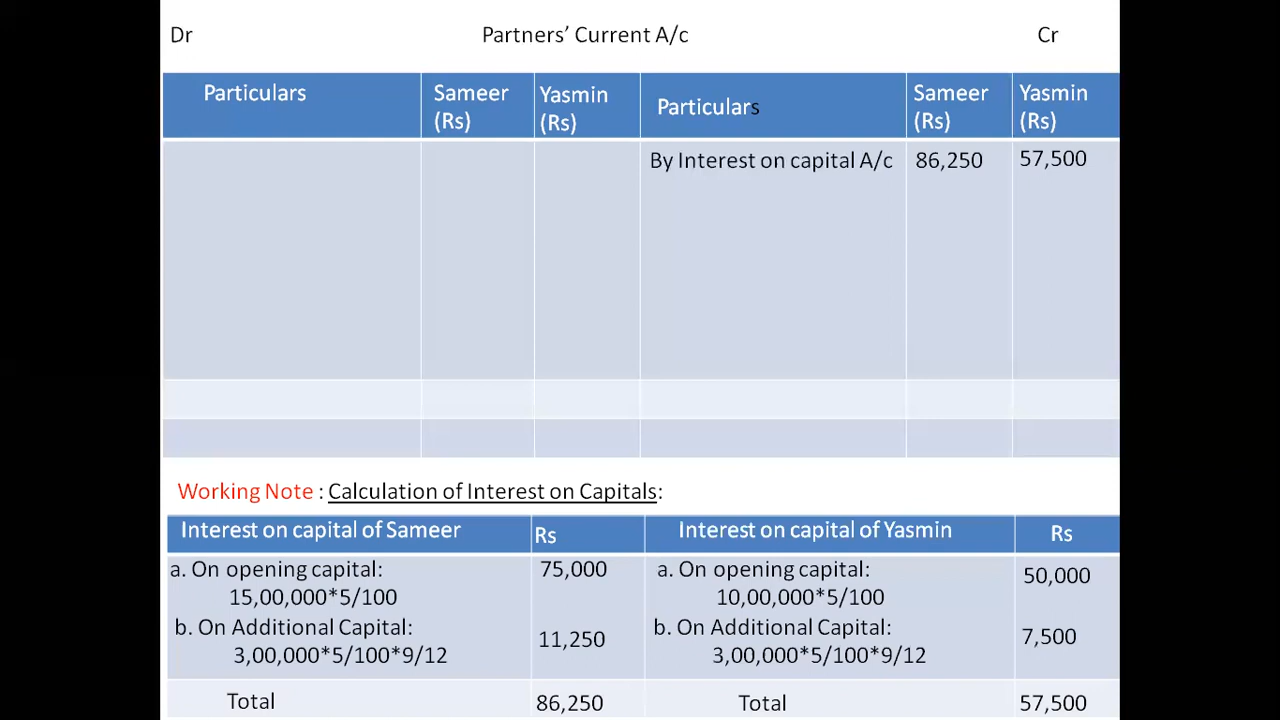 Dr Partners’ Current A/c Cr
Particulars Sameer (Rs) Yasmin (Rs) Particulars Sameer (Rs) Yasmin (Rs)
By Interest on capital A/c 86,250 57,500
Working Note : Calculation of Interest on Capitals:
Interest on capital of Sameer Rs Interest on capital of Yasmin Rs
a. On opening capital: 75,000 a. On opening capital: 50,000
15,00,000*5/100 10,00,000*5/100
b. On Additional Capital: 11,250 b. On Additional Capital: 7,500
3,00,000*5/100*9/12 3,00,000*5/100*9/12
Total 86,250 Total 57,500